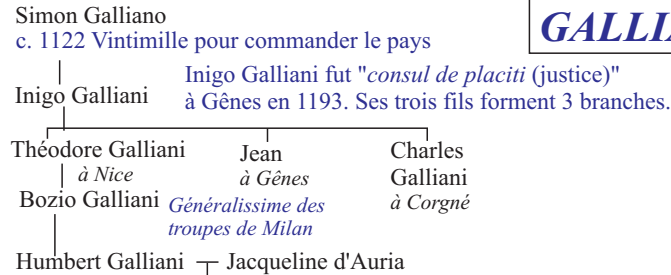 Simon Galliano
c. 1122 Vintimille pour commander le pays
Inigo Galliani fut "consul de placiti (justice)"
Inigo Galliani
à Gênes en 1193. Ses trois fils forment 3 branches.
Théodore Galliani
à Nice
Jean
à Gênes
Charles
Galliani
à Corgné
Bozio Galliani
Généralissime des
troupes de Milan
Humbert Galliani
Jacqueline d'Auria